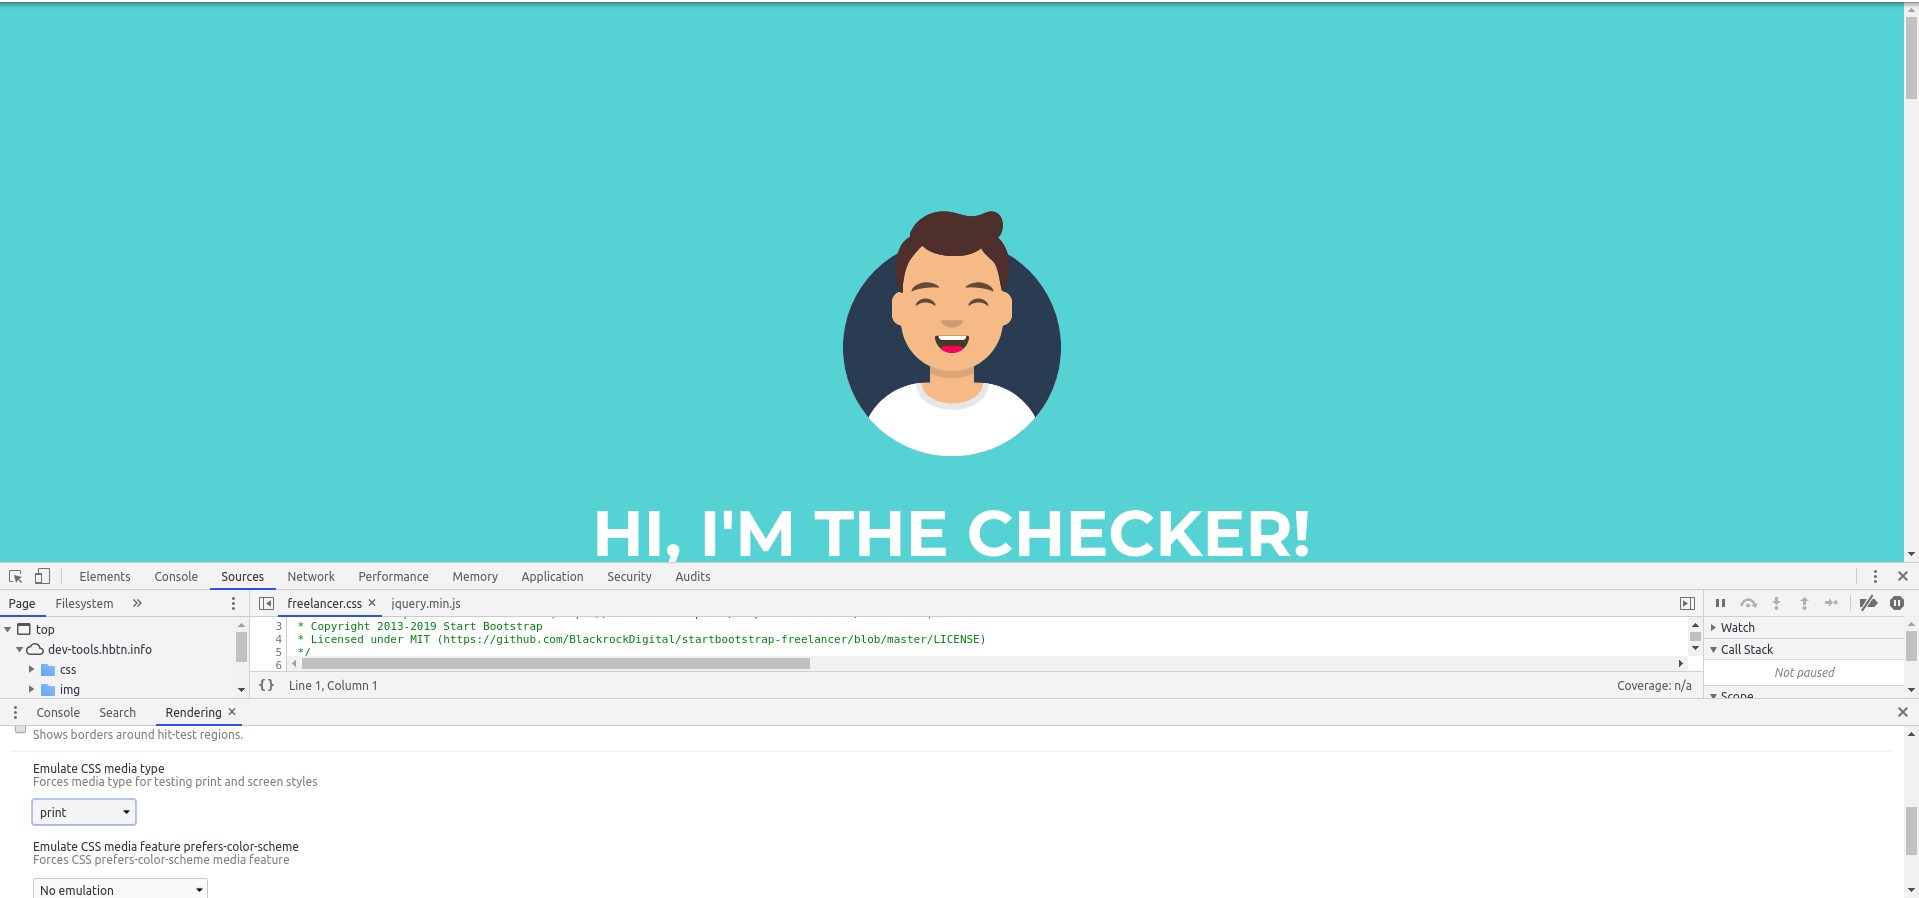 HI, I'M THE CHECKER!
Elements Console Sources Network Performance Memory Application Security Audits
Page Filesystem » freelancer.css × jquery.min.js
top
dev-tools.hbtn.info
css
img
3 * Copyright 2013-2019 Start Bootstrap
4 * Licensed under MIT (https://github.com/BlackrockDigital/startbootstrap-freelancer/blob/master/LICENSE)
5 */
6
{} Line 1, Column 1 Coverage: n/a
Watch
Call Stack
Not paused
Scope
Console Search Rendering ×
Shows borders around hit-test regions.
Emulate CSS media type
Forces media type for testing print and screen styles
print
Emulate CSS media feature prefers-color-scheme
Forces CSS prefers-color-scheme media feature
No emulation